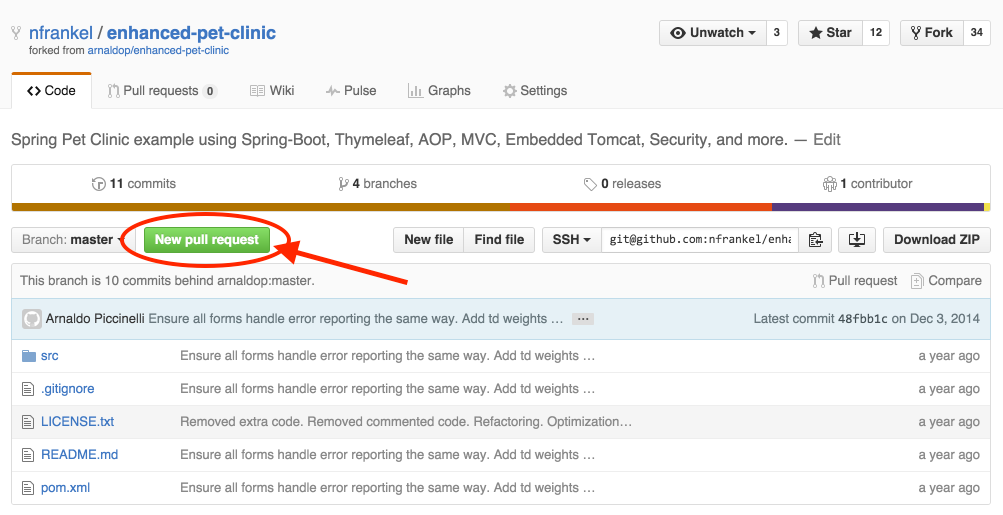 nfrankel / enhanced-pet-clinic
forked from arnaldop/enhanced-pet-clinic
Unwatch 3 Star 12 Fork 34
Code Pull requests 0 Wiki Pulse Graphs Settings
Spring Pet Clinic example using Spring-Boot, Thymeleaf, AOP, MVC, Embedded Tomcat, Security, and more. — Edit
11 commits 4 branches 0 releases 1 contributor
Branch: master New pull request New file Find file SSH git@github.com:nfrankel/enha Download ZIP
This branch is 10 commits behind arnaldop:master. Pull request Compare
Arnaldo Piccinelli Ensure all forms handle error reporting the same way. Add td weights … … Latest commit 48fbb1c on Dec 3, 2014
src Ensure all forms handle error reporting the same way. Add td weights … a year ago
.gitignore Ensure all forms handle error reporting the same way. Add td weights … a year ago
LICENSE.txt Removed extra code. Removed commented code. Refactoring. Optimization… a year ago
README.md Ensure all forms handle error reporting the same way. Add td weights … a year ago
pom.xml Ensure all forms handle error reporting the same way. Add td weights … a year ago